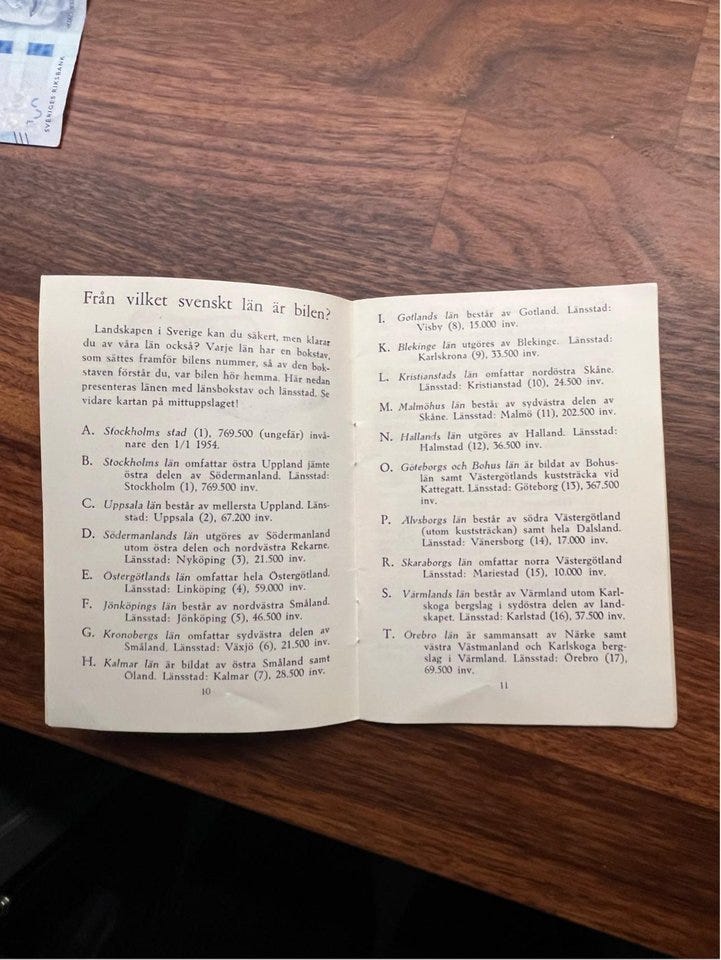 SVERIGES RIKSBANK
Från vilket svenskt län är bilen?
Landskapen i Sverige kan du säkert, men klarar
du av våra län också? Varje län har en bokstav,
som sättes framför bilens nummer, så av den bok-
staven förstår du, var bilen hör hemma. Här nedan
presenteras länen med länsbokstav och länsstad. Se
vidare kartan på mittuppslaget!
A. Stockholms stad (1), 769.500 (ungefär) invå-
nare den 1/1 1954.
B. Stockholms län omfattar östra Uppland jämte
östra delen av Södermanland. Länsstad:
Stockholm (1), 769.500 inv.
C. Uppsala län består av mellersta Uppland. Läns-
stad: Uppsala (2), 67.200 inv.
D. Södermanlands län utgöres av Södermanland
utom östra delen och nordvästra Rekarne.
Länsstad: Nyköping (3), 21.500 inv.
E. Östergötlands län omfattar hela Östergötland.
Länsstad: Linköping (4), 59.000 inv.
F. Jönköpings län består av nordvästra Småland.
Länsstad: Jönköping (5), 46.500 inv.
G. Kronobergs län omfattar sydvästra delen av
Småland. Länsstad: Växjö (6), 21.500 inv.
H. Kalmar län är bildat av östra Småland samt
Öland. Länsstad: Kalmar (7), 28.500 inv.
10
I. Gotlands län består av Gotland. Länsstad:
Visby (8), 15.000 inv.
K. Blekinge län utgöres av Blekinge. Länsstad:
Karlskrona (9), 33.500 inv.
L. Kristianstads län omfattar nordöstra Skåne.
Länsstad: Kristianstad (10), 24.500 inv.
M. Malmöhus län består av sydvästra delen av
Skåne. Länsstad: Malmö (11), 202.500 inv.
N. Hallands län utgöres av Halland. Länsstad:
Halmstad (12), 36.500 inv.
O. Göteborgs och Bohus län är bildat av Bohus-
län samt Västergötlands kuststräcka vid
Kattegatt. Länsstad: Göteborg (13), 367.500
inv.
P. Älvsborgs län består av södra Västergötland
(utom kuststräckan) samt hela Dalsland.
Länsstad: Vänersborg (14), 17.000 inv.
R. Skaraborgs län omfattar norra Västergötland
Länsstad: Mariestad (15), 10.000 inv.
S. Värmlands län består av Värmland utom Karl-
skoga bergslag i sydöstra delen av land-
skapet. Länsstad: Karlstad (16), 37.500 inv.
T. Örebro län är sammansatt av Närke samt
västra Västmanland och Karlskoga berg-
slag i Värmland. Länsstad: Örebro (17),
69.500 inv.
11